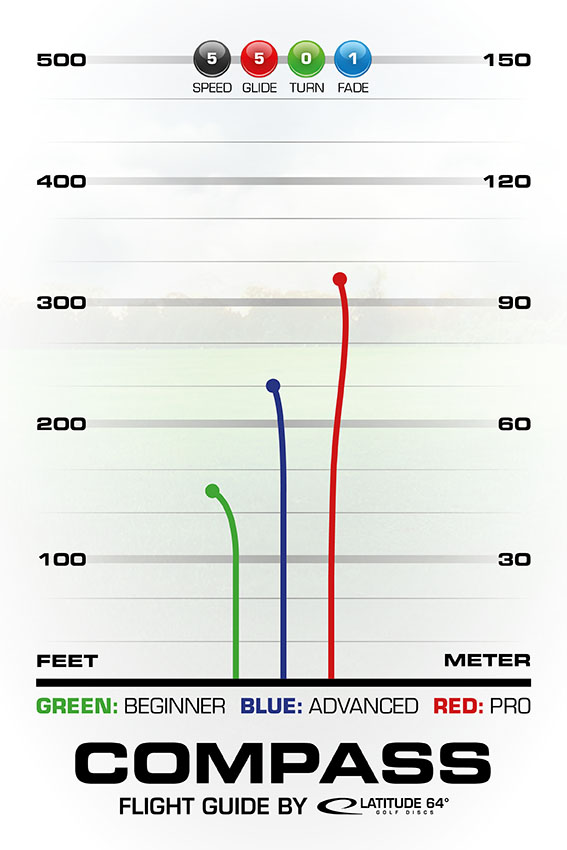 500 5 5 0 1 150
SPEED GLIDE TURN FADE
400 120
300 90
200 60
100 30
FEET METER
GREEN: BEGINNER BLUE: ADVANCED RED: PRO
COMPASS
FLIGHT GUIDE BY LATITUDE 64°
GOLF DISCS